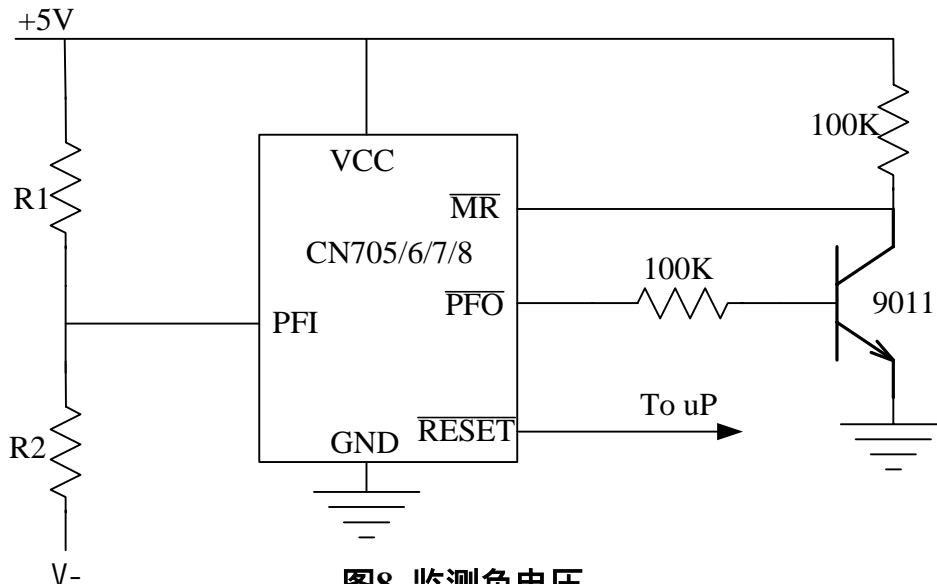 +5V
100K
VCC
R1
MR
CN705/6/7/8
100K
PFO
9011
PFI
To uP
RESET
GND
R2
V-
图8 监测负电压